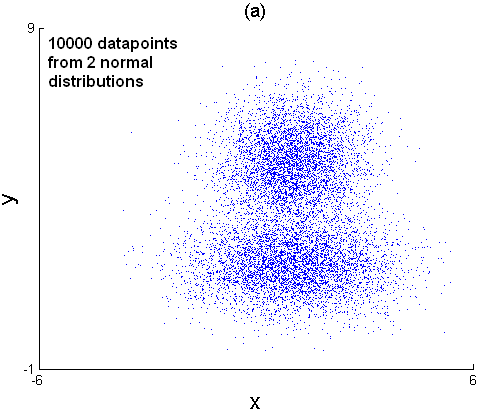 (a)
9
10000 datapoints
from 2 normal
distributions
y
-1
-6
6
x